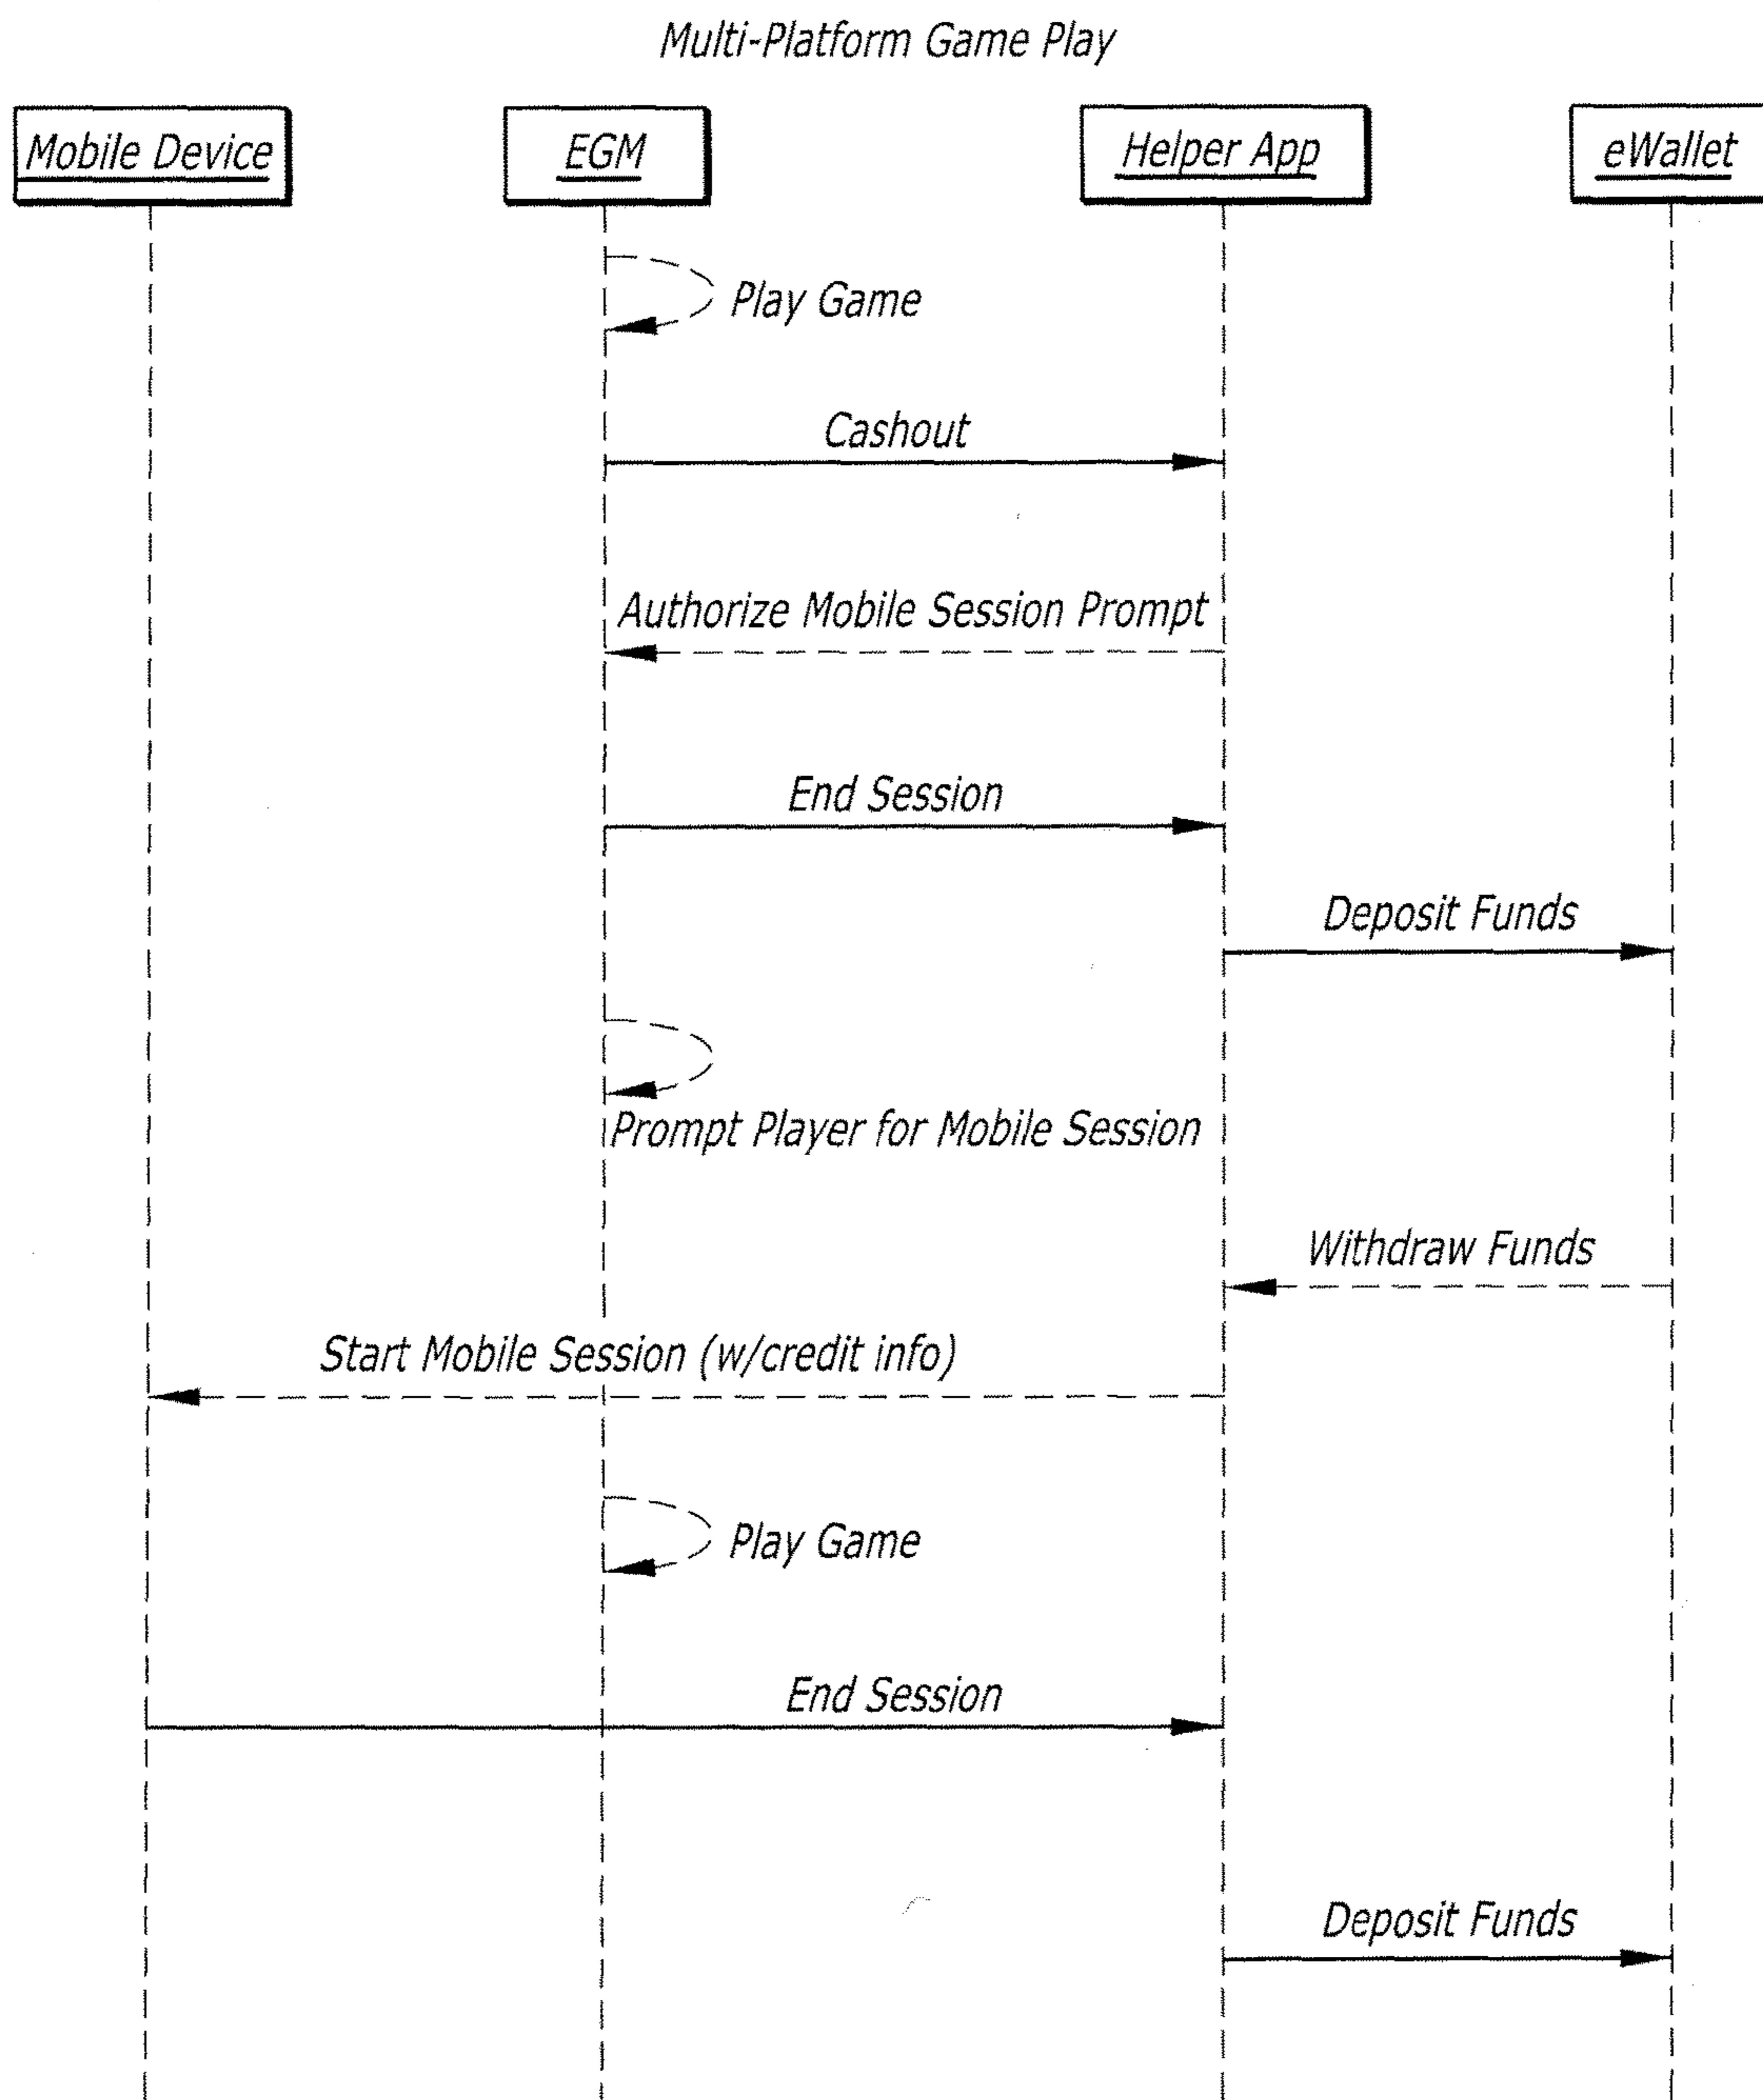 Multi-Platform Game Play
Mobile Device
EGM
Helper App
eWallet
Play Game
Cashout
Authorize Mobile Session Prompt
End Session
Deposit Funds
Prompt Player for Mobile Session
Withdraw Funds
Start Mobile Session (w/credit info)
Play Game
End Session
Deposit Funds